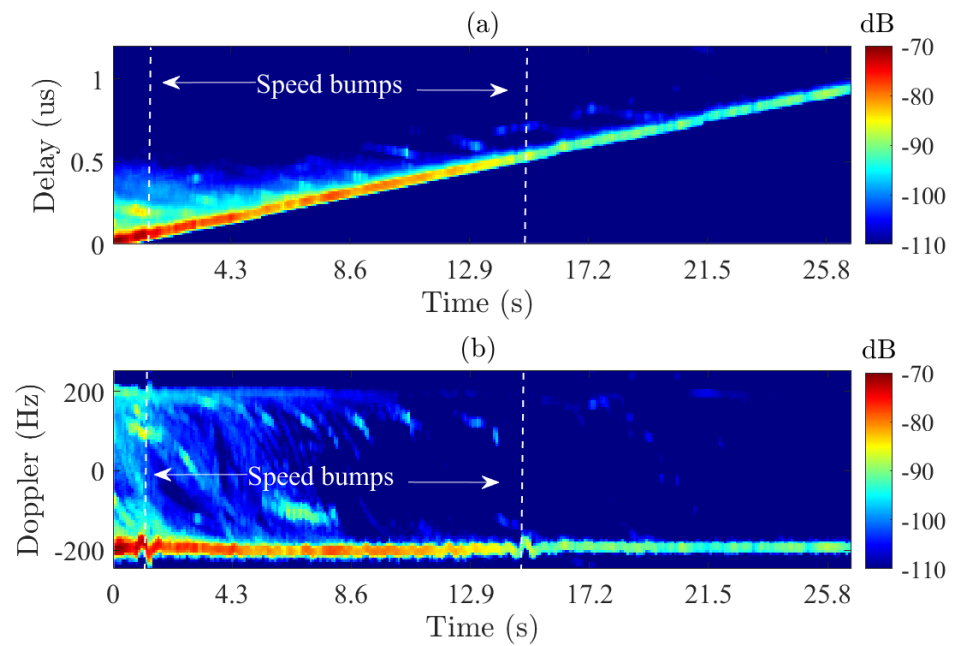 (a)
dB
Delay (us)
1
0.5
0
Speed bumps
-70
-80
-90
-100
-110
4.3 8.6 12.9 17.2 21.5 25.8
Time (s)
(b)
dB
Doppler (Hz)
200
0
-200
Speed bumps
-70
-80
-90
-100
-110
0 4.3 8.6 12.9 17.2 21.5 25.8
Time (s)